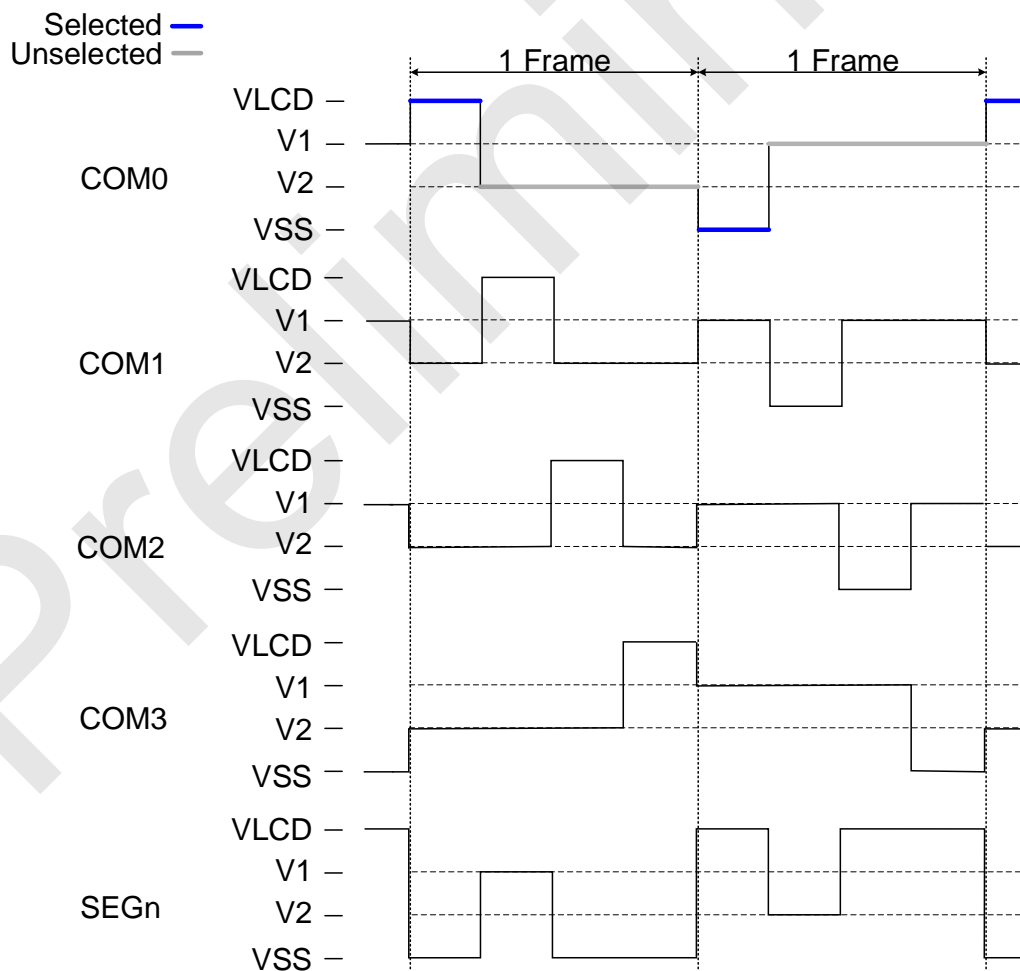 Selected
Unselected
1 Frame 1 Frame
VLCD
V1
COM0
V2
VSS
VLCD
V1
COM1
V2
VSS
VLCD
V1
COM2
V2
VSS
VLCD
V1
COM3
V2
VSS
VLCD
V1
SEGn
V2
VSS